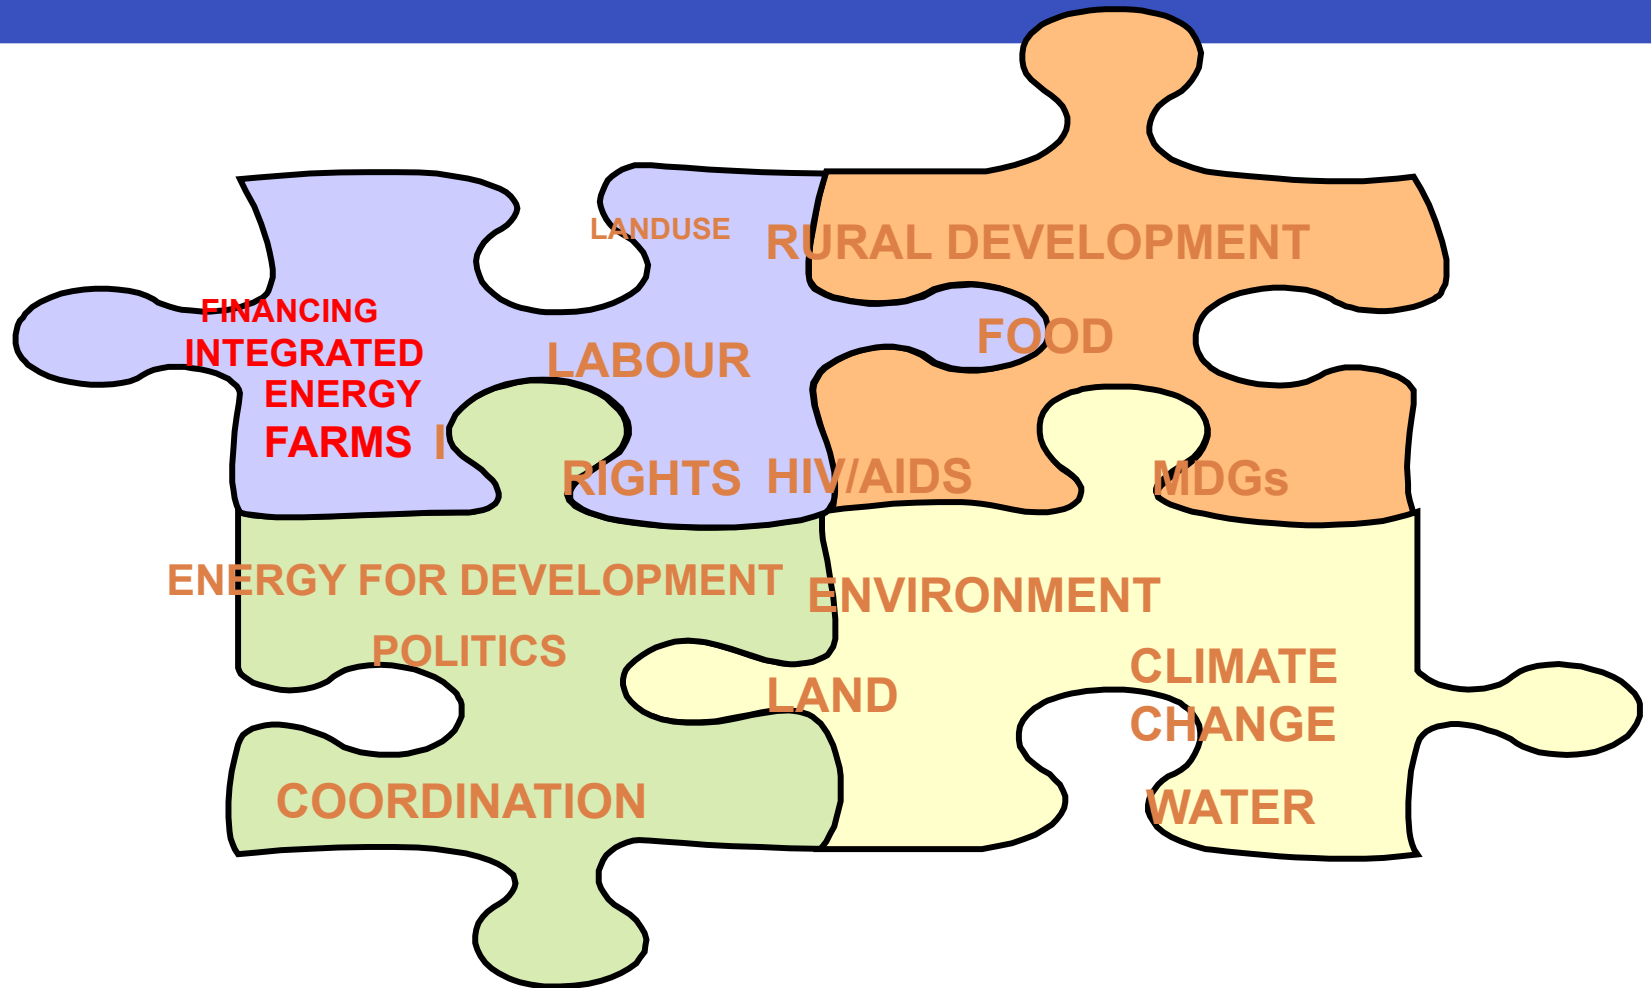 LANDUSE
RURAL DEVELOPMENT
FINANCING
INTEGRATED
ENERGY
FARMS I
LABOUR
FOOD
RIGHTS
HIV/AIDS
MDGs
ENERGY FOR DEVELOPMENT
ENVIRONMENT
POLITICS
LAND
CLIMATE
CHANGE
COORDINATION
WATER